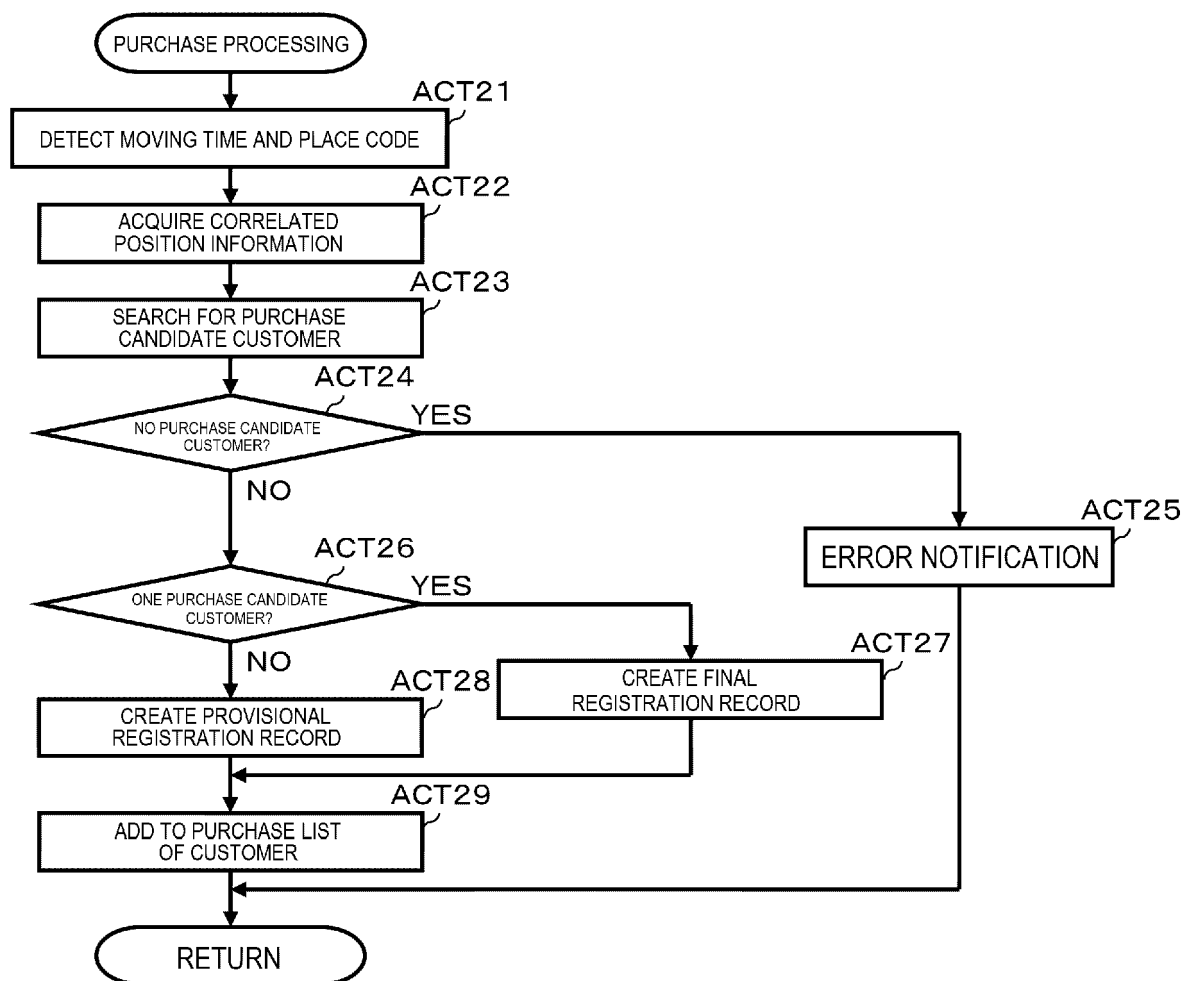 PURCHASE PROCESSING
ACT21
DETECT MOVING TIME AND PLACE CODE
ACT22
ACQUIRE CORRELATED
POSITION INFORMATION
ACT23
SEARCH FOR PURCHASE
CANDIDATE CUSTOMER
ACT24
NO PURCHASE CANDIDATE
CUSTOMER?
YES
NO
ACT25
ERROR NOTIFICATION
ACT26
ONE PURCHASE CANDIDATE
CUSTOMER?
YES
NO
ACT27
CREATE FINAL
REGISTRATION RECORD
ACT28
CREATE PROVISIONAL
REGISTRATION RECORD
ACT29
ADD TO PURCHASE LIST
OF CUSTOMER
RETURN